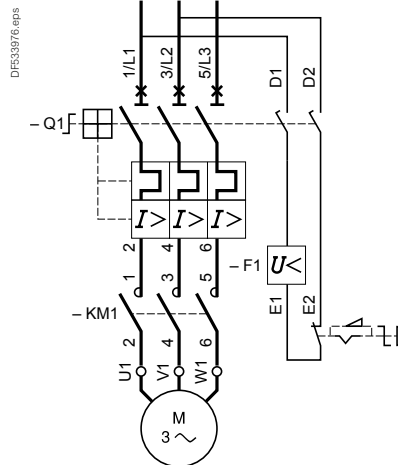 DF533976.eps
1/L1
3/L2
5/L3
D1
D2
– Q1
I>
I>
I>
2
4
6
– F1
U<
1
3
5
E1
E2
– KM1
2
4
6
U1
V1
W1
M
3 ~